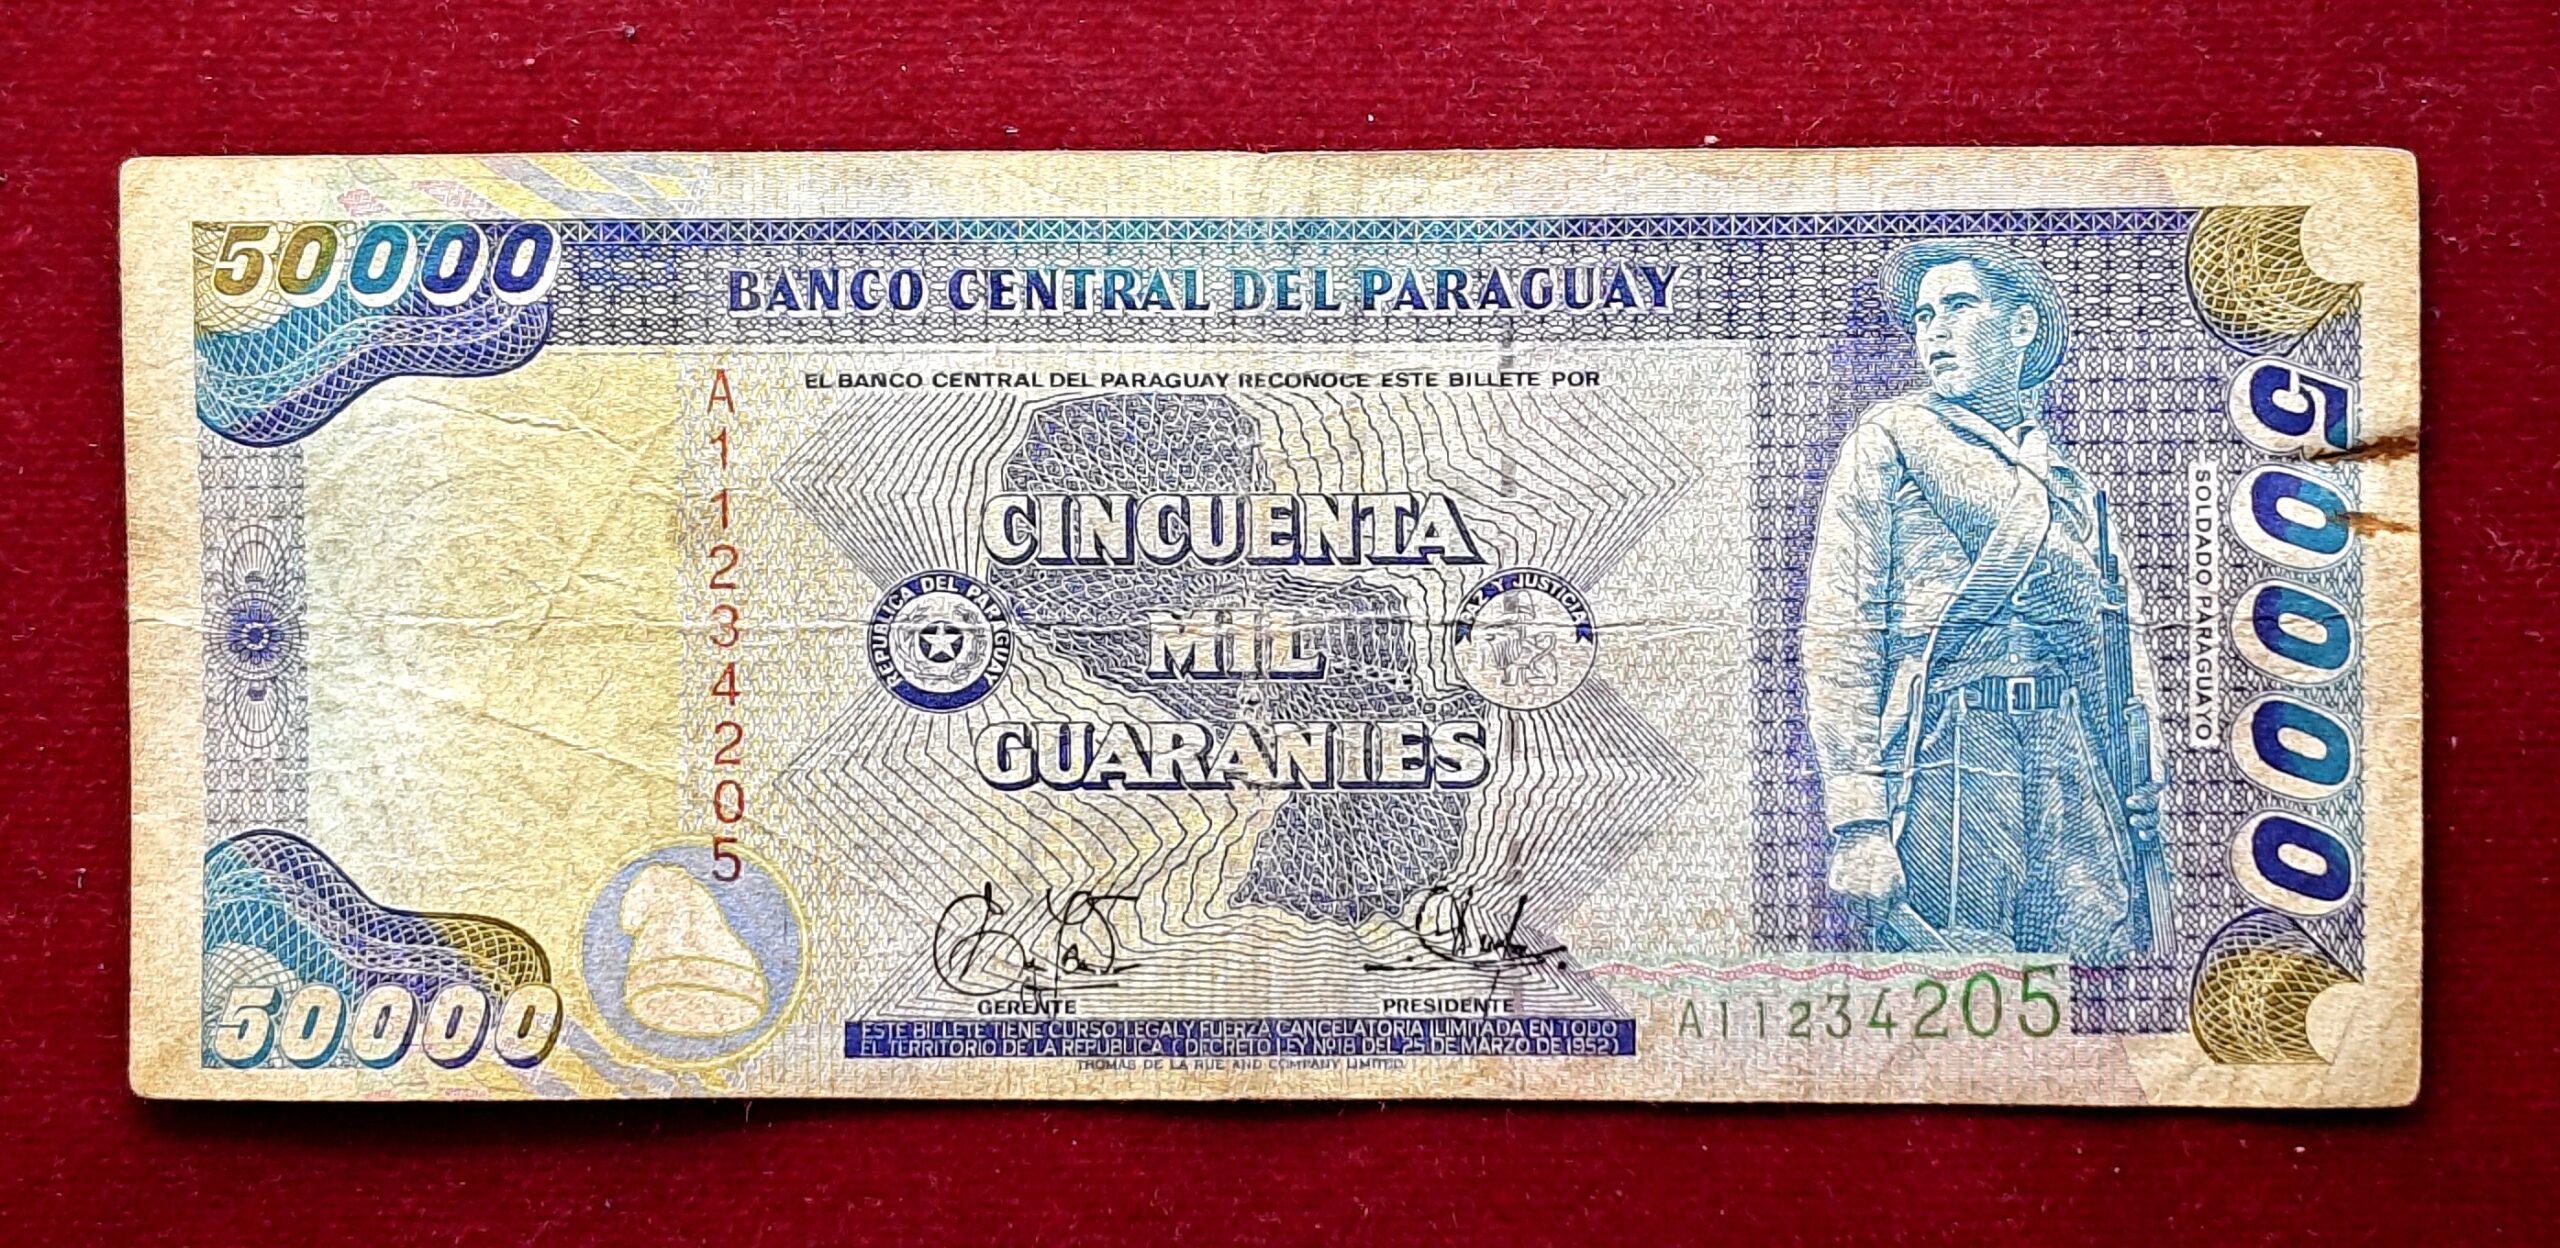 50000
BANCO CENTRAL DEL PARAGUAY
EL BANCO CENTRAL DEL PARAGUAY RECONOCE ESTE BILLETE POR
A11234205
CINCUENTA
MIL
GUARANIES
REPUBLICA DEL PARAGUAY
PAZ Y JUSTICIA
SOLDADO PARAGUAYO
50000
50000
GERENTE
PRESIDENTE
A11234205
ESTE BILLETE TIENE CURSO LEGAL Y FUERZA CANCELATORIA ILIMITADA EN TODO
EL TERRITORIO DE LA REPUBLICA (DECRETO LEY Nº 18 DEL 25 DE MARZO DE 1952)
THOMAS DE LA RUE AND COMPANY LIMITED